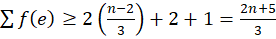 ∑ f(e) ≥ 2 ((n−2)/3) + 2 + 1 = (2n+5)/3